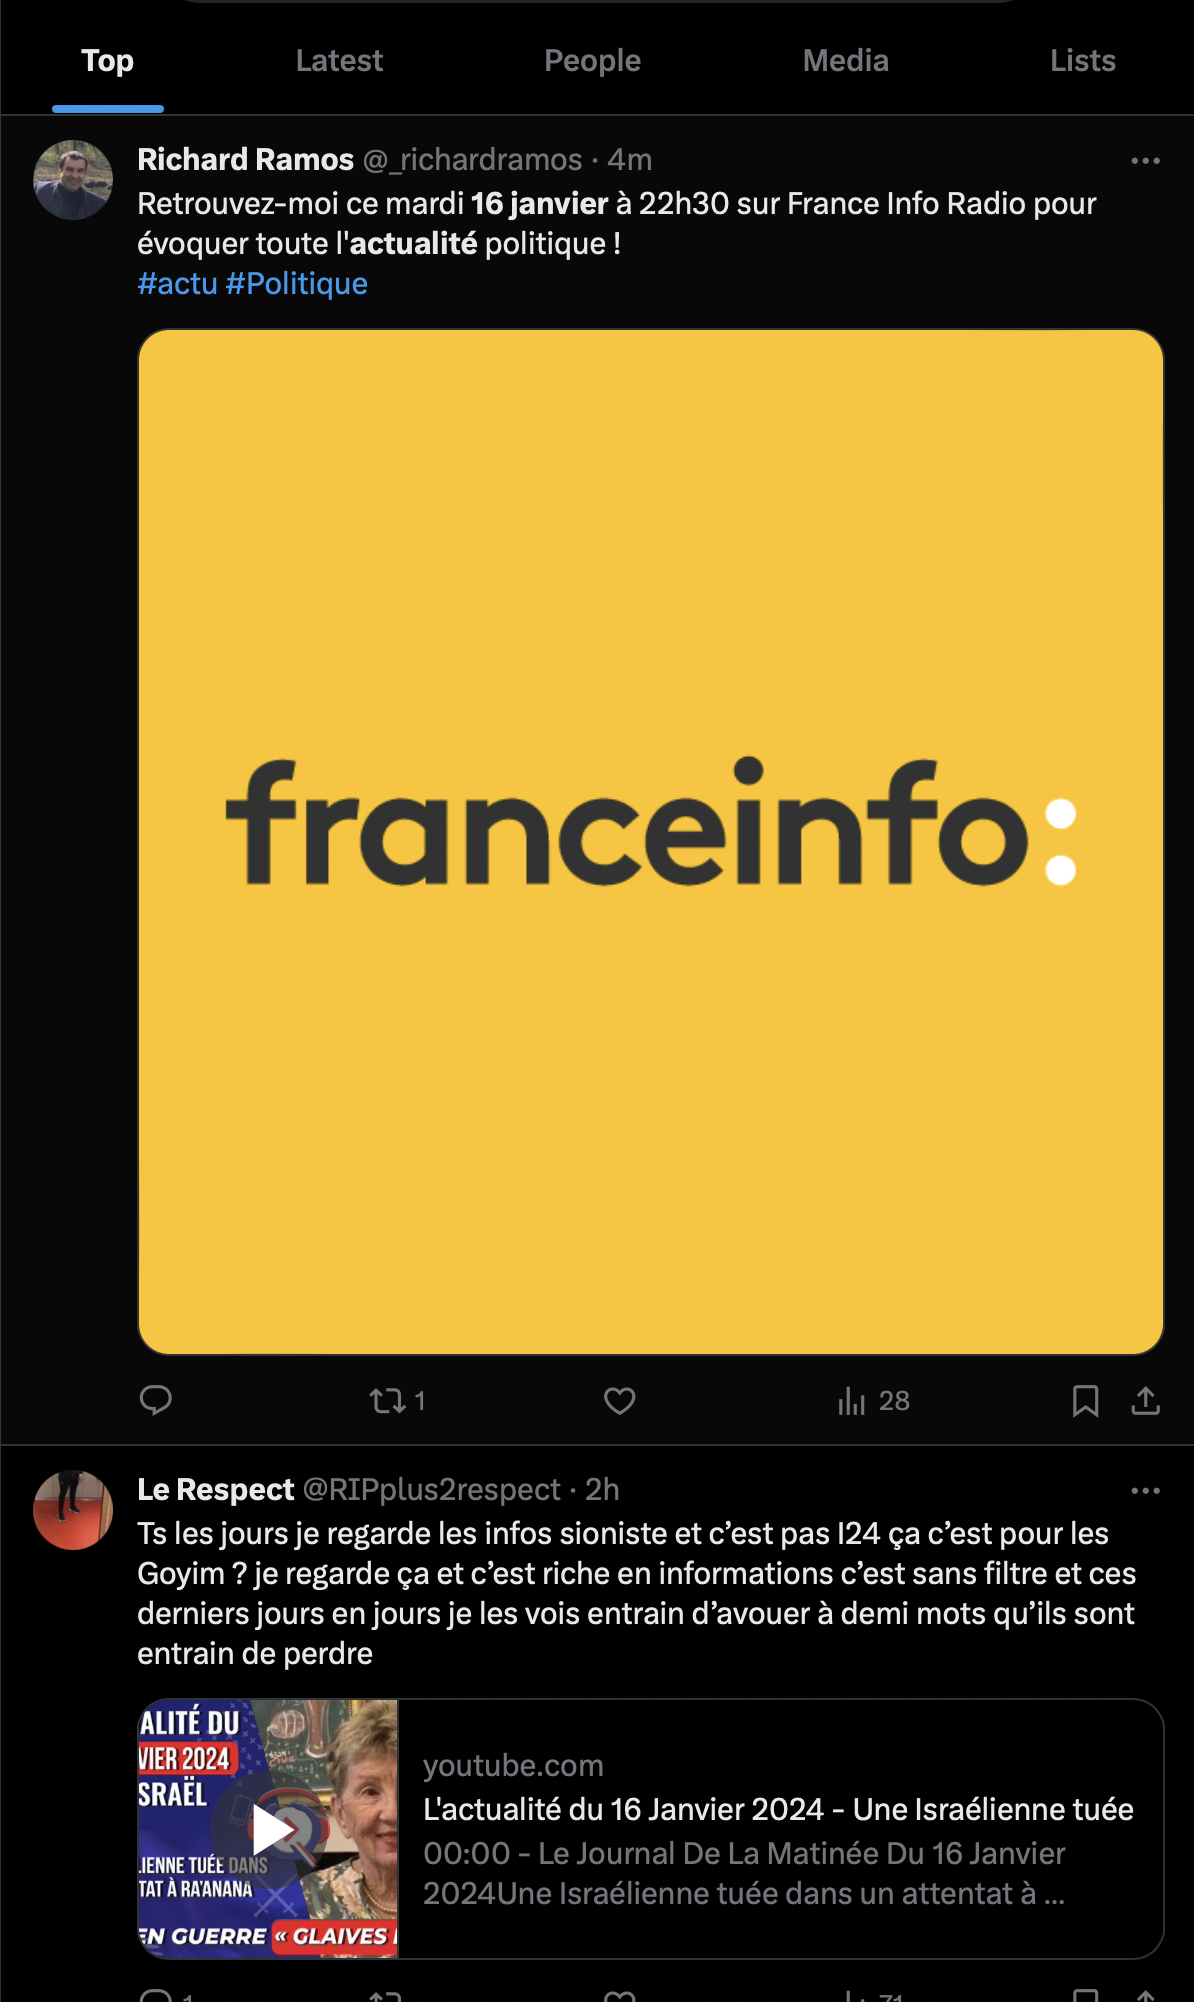 Top
Latest
People
Media
Lists
Richard Ramos @_richardramos · 4m
Retrouvez-moi ce mardi 16 janvier à 22h30 sur France Info Radio pour
évoquer toute l'actualité politique !
#actu #Politique
franceinfo:
1
28
Le Respect @RIPplus2respect · 2h
Ts les jours je regarde les infos sioniste et c’est pas I24 ça c’est pour les
Goyim ? je regarde ça et c’est riche en informations c’est sans filtre et ces
derniers jours en jours je les vois entrain d’avouer à demi mots qu’ils sont
entrain de perdre
ALITÉ DU
VIER 2024
SRAËL
IENNE TUÉE DANS
TAT À RA'ANANA
EN GUERRE « GLAIVES
youtube.com
L'actualité du 16 Janvier 2024 - Une Israélienne tuée
00:00 - Le Journal De La Matinée Du 16 Janvier
2024Une Israélienne tuée dans un attentat à ...
1
71